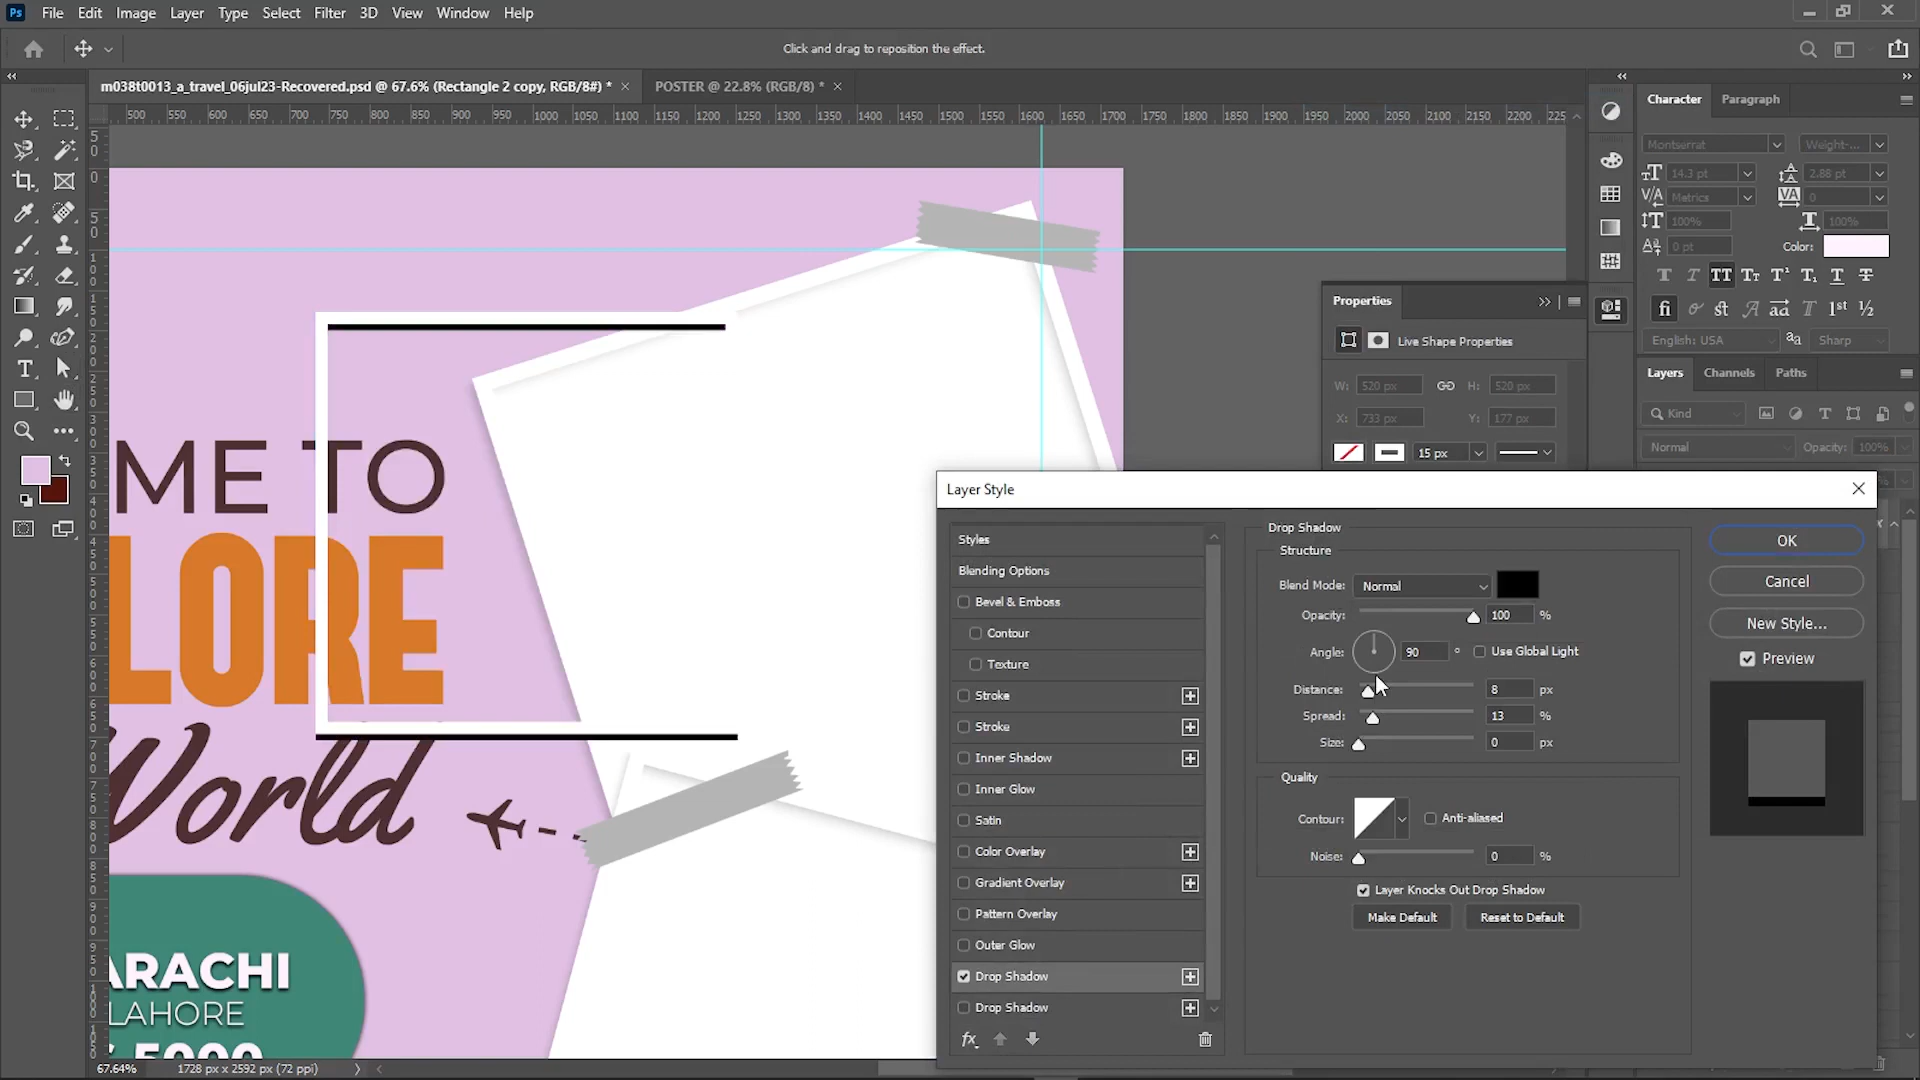 Ps File Edit Image Layer Type Select Filter 3D View Window Help
Click and drag to reposition the effect.
m038t0013_a_travel_06jul23-Recovered.psd @ 67.6% (Rectangle 2 copy, RGB/8#) *
POSTER @ 22.8% (RGB/8) *
500 550 600 650 700 750 800 850 900 950 1000 1050 1100 1150 1200 1250 1300 1350 1400 1450 1500 1550 1600 1650 1700 1750 1800 1850 1900 1950 2000 2050 2100 2150 2200 225
Character Paragraph
Montserrat Weight-...
14.3 pt 2.88 pt
Metrics 0
100% 100%
0 pt Color:
English: USA Sharp
Layers Channels Paths
Kind
Normal Opacity: 100%
Properties
Live Shape Properties
W: 520 px H: 520 px
X: 733 px Y: 177 px
15 px
ME TO
LORE
World
ARACHI
LAHORE
5000
Layer Style
Styles
Blending Options
Bevel & Emboss
Contour
Texture
Stroke
Stroke
Inner Shadow
Inner Glow
Satin
Color Overlay
Gradient Overlay
Pattern Overlay
Outer Glow
Drop Shadow
Drop Shadow
Drop Shadow
Structure
Blend Mode: Normal
Opacity: 100 %
Angle: 90 ° Use Global Light
Distance: 8 px
Spread: 13 %
Size: 0 px
Quality
Contour: Anti-aliased
Noise: 0 %
Layer Knocks Out Drop Shadow
Make Default Reset to Default
OK
Cancel
New Style...
Preview
67.64% 1728 px x 2592 px (72 ppi)